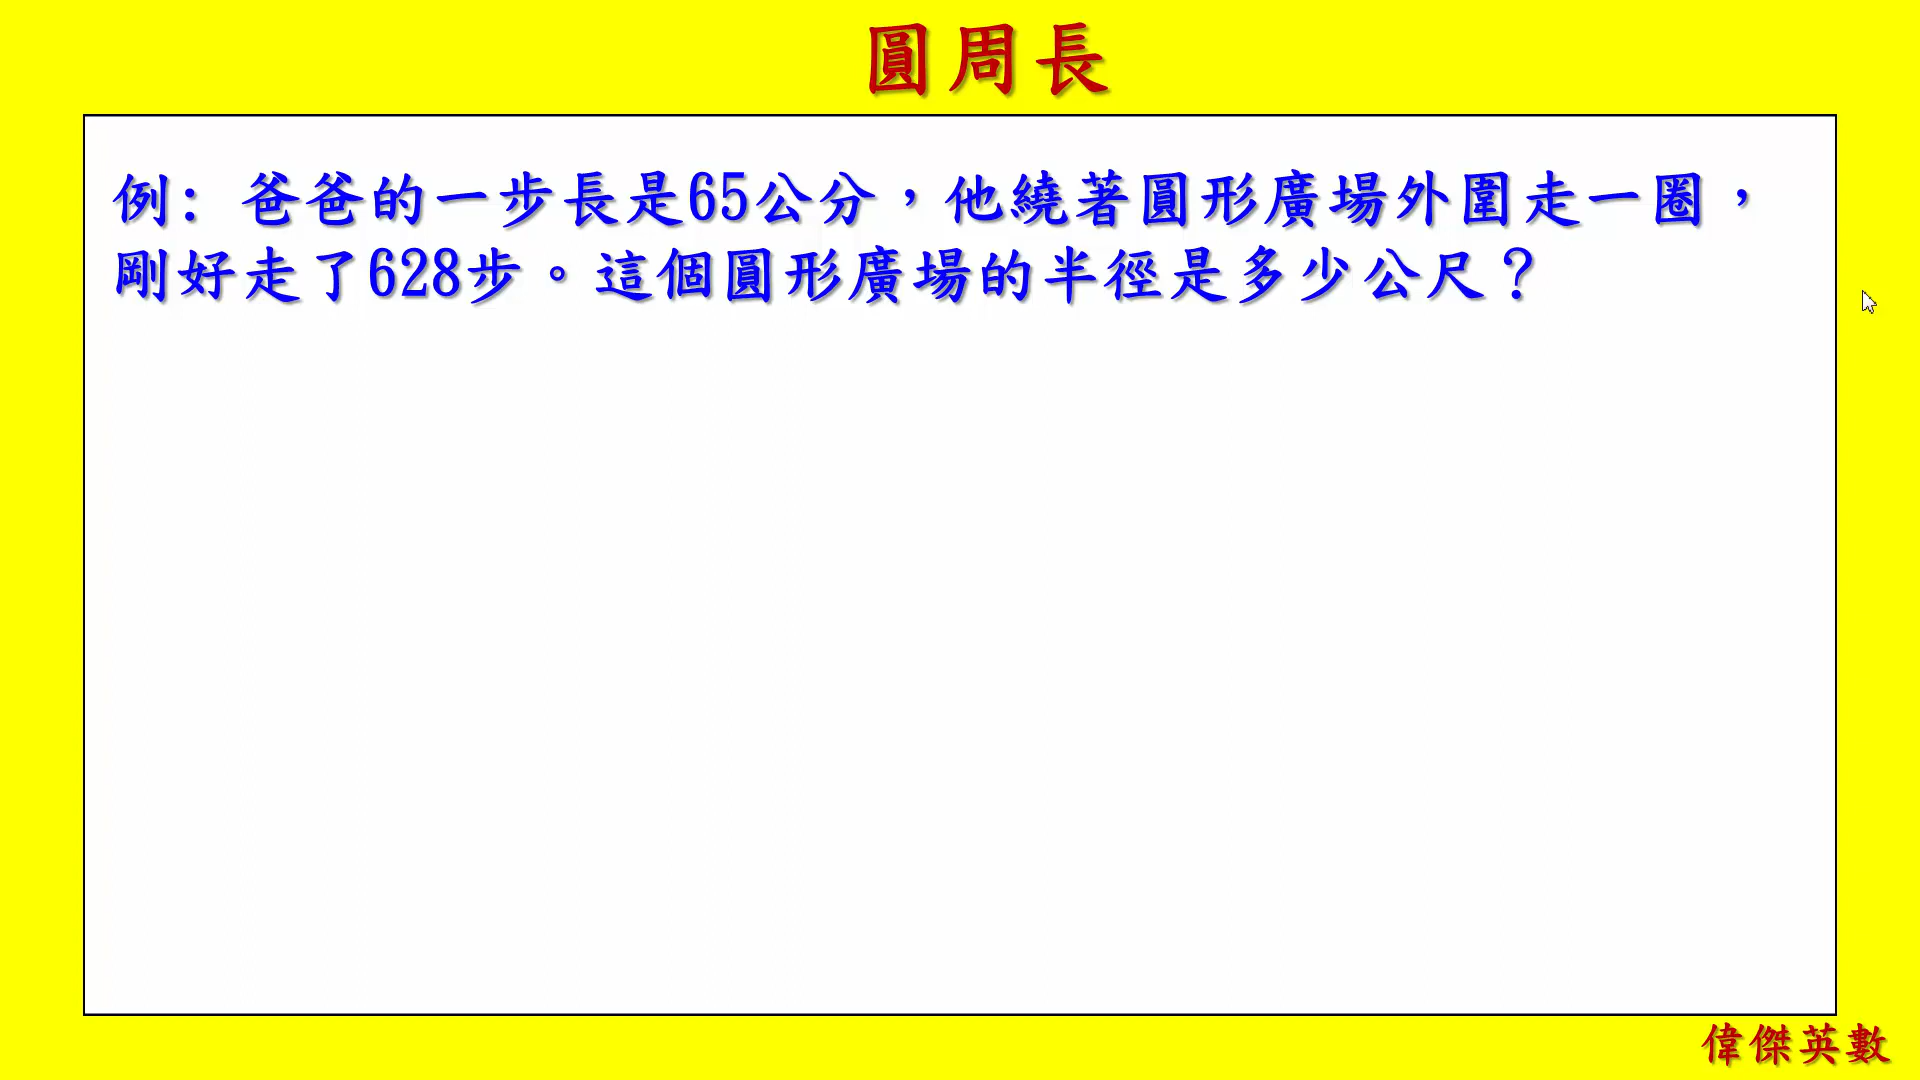 圓周長
例: 爸爸的一步長是65公分，他繞著圓形廣場外圍走一圈，
剛好走了628步。這個圓形廣場的半徑是多少公尺？
偉傑英數